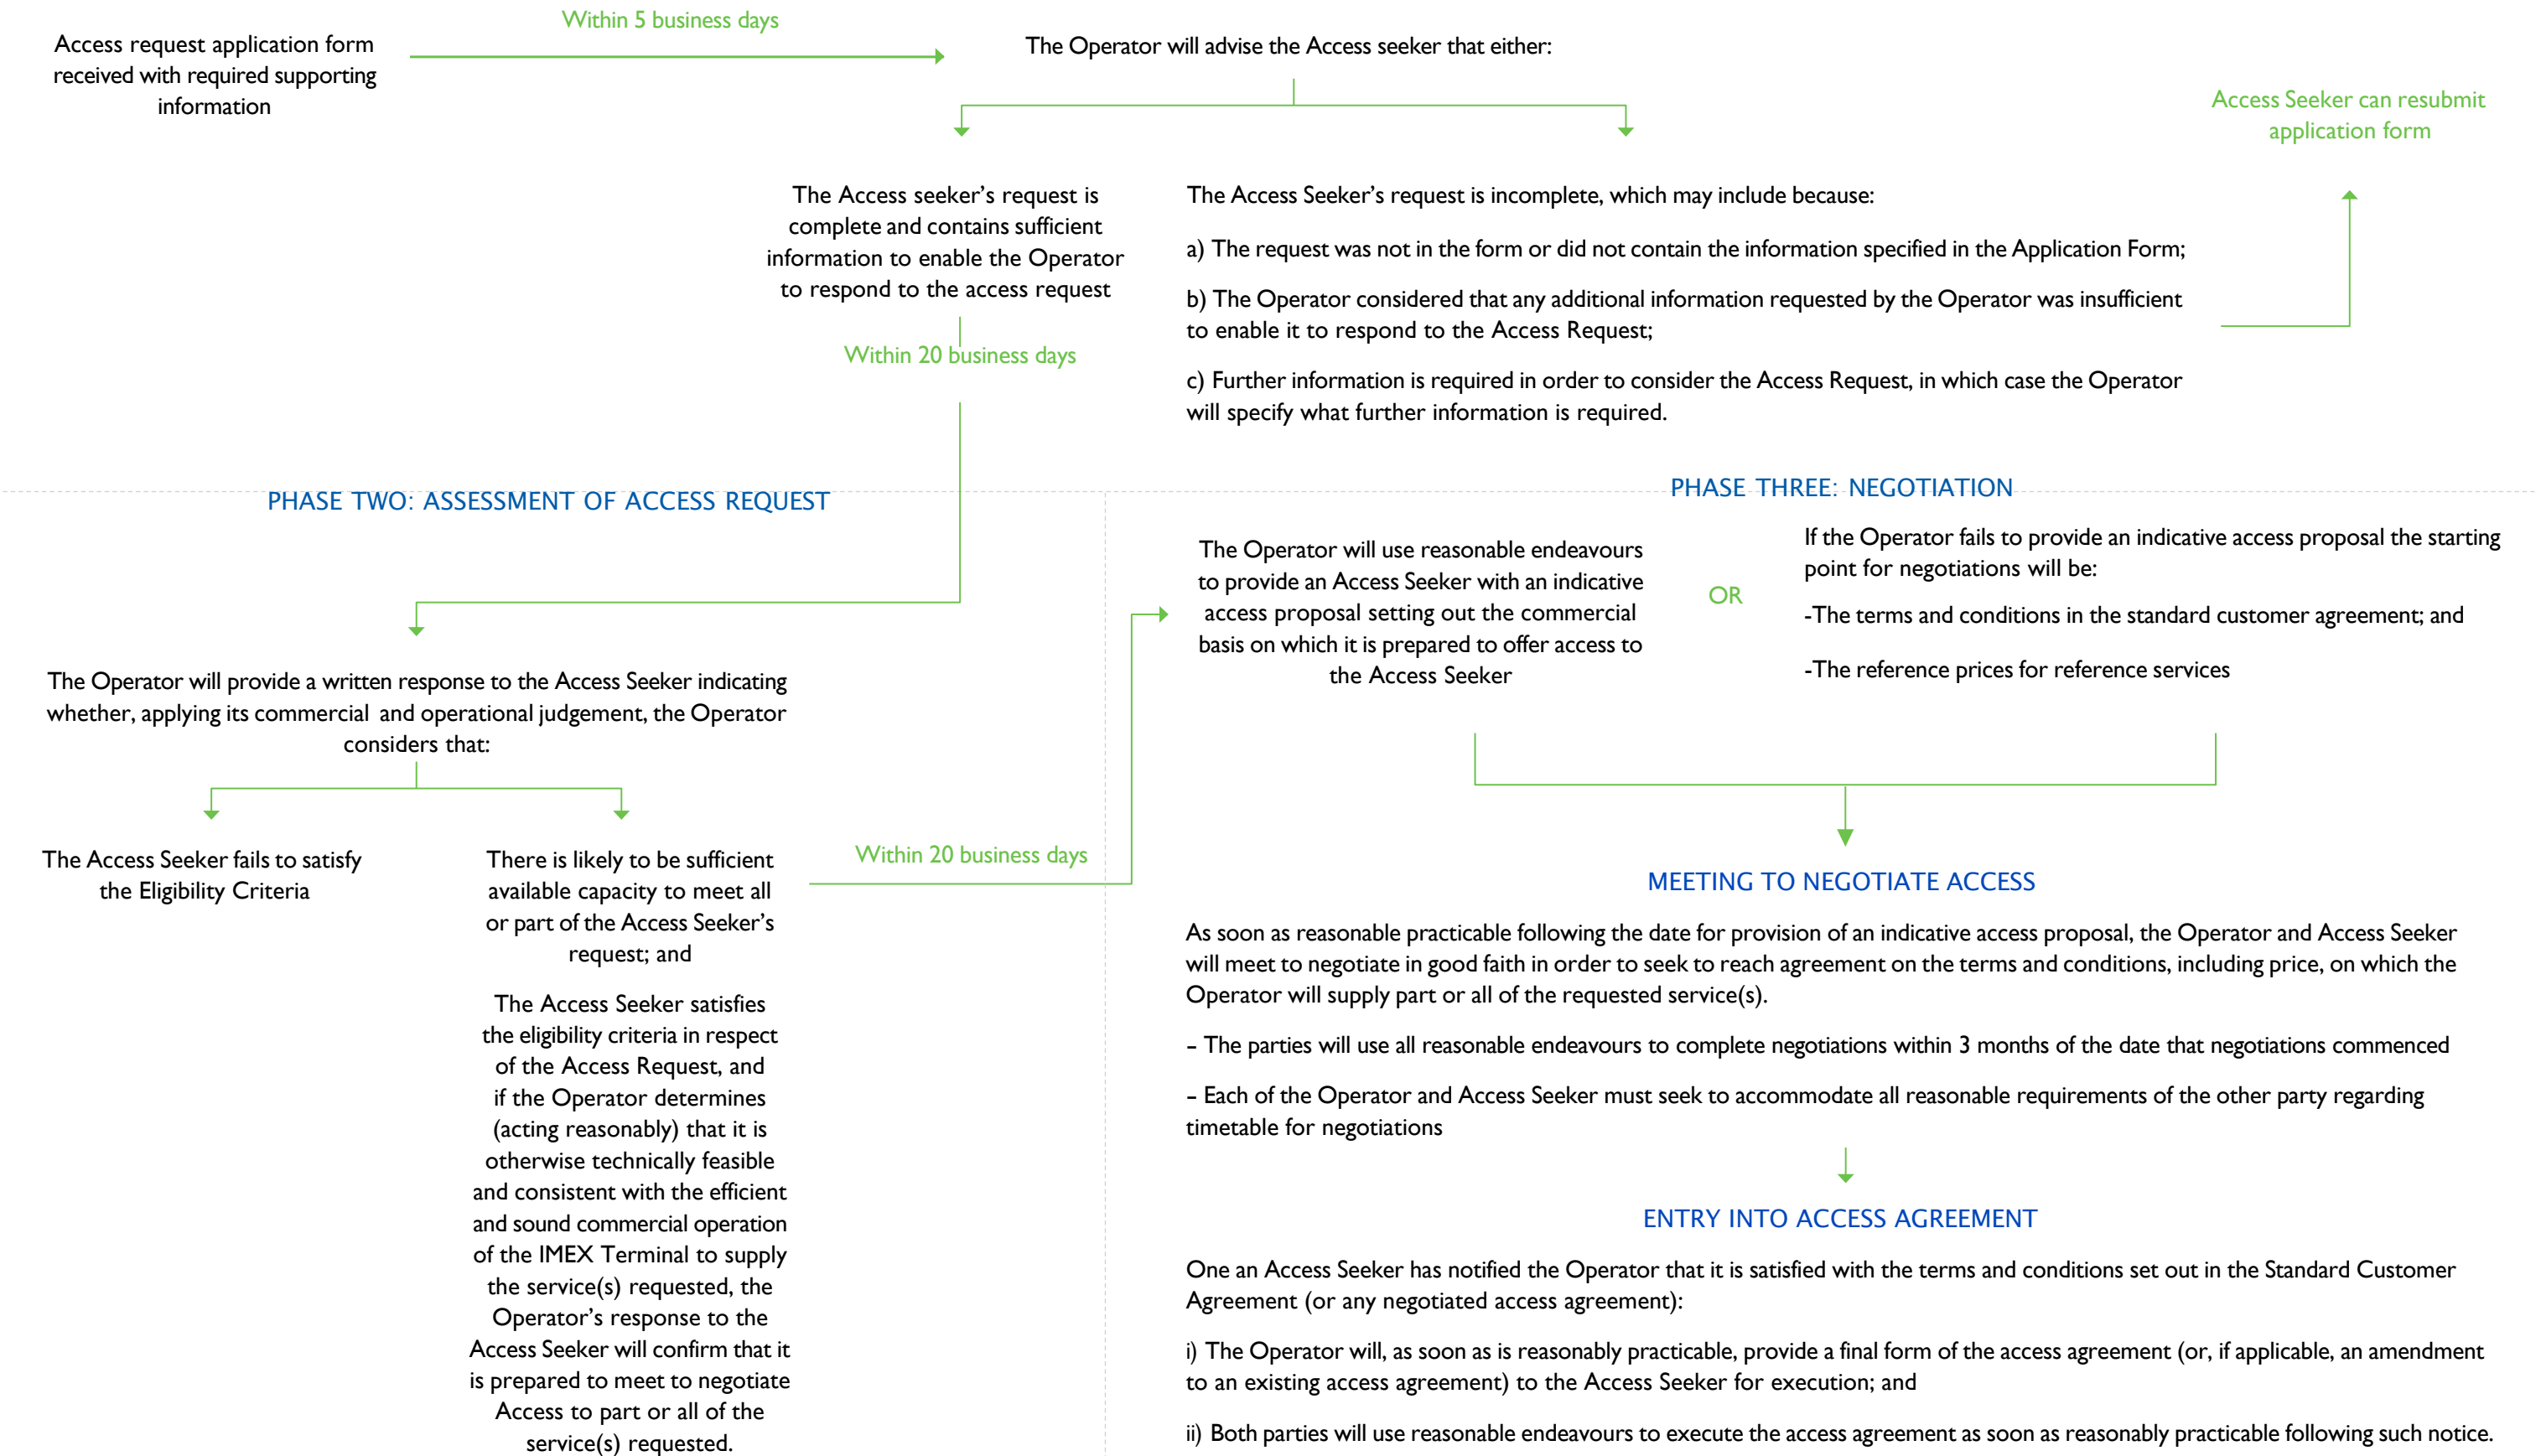 Within 5 business days
Access request application form
received with required supporting
information
The Operator will advise the Access seeker that either:
Access Seeker can resubmit
application form
The Access seeker's request is
complete and contains sufficient
information to enable the Operator
to respond to the access request
Within 20 business days
The Access Seeker's request is incomplete, which may include because:
a) The request was not in the form or did not contain the information specified in the Application Form;
b) The Operator considered that any additional information requested by the Operator was insufficient
to enable it to respond to the Access Request;
c) Further information is required in order to consider the Access Request, in which case the Operator
will specify what further information is required.
PHASE TWO: ASSESSMENT OF ACCESS REQUEST
The Operator will provide a written response to the Access Seeker indicating
whether, applying its commercial and operational judgement, the Operator
considers that:
The Access Seeker fails to satisfy
the Eligibility Criteria
There is likely to be sufficient
available capacity to meet all
or part of the Access Seeker's
request; and
The Access Seeker satisfies
the eligibility criteria in respect
of the Access Request, and
if the Operator determines
(acting reasonably) that it is
otherwise technically feasible
and consistent with the efficient
and sound commercial operation
of the IMEX Terminal to supply
the service(s) requested, the
Operator's response to the
Access Seeker will confirm that it
is prepared to meet to negotiate
Access to part or all of the
service(s) requested.
Within 20 business days
PHASE THREE: NEGOTIATION
The Operator will use reasonable endeavours
to provide an Access Seeker with an indicative
access proposal setting out the commercial
basis on which it is prepared to offer access to
the Access Seeker
OR
If the Operator fails to provide an indicative access proposal the starting
point for negotiations will be:
-The terms and conditions in the standard customer agreement; and
-The reference prices for reference services
MEETING TO NEGOTIATE ACCESS
As soon as reasonable practicable following the date for provision of an indicative access proposal, the Operator and Access Seeker
will meet to negotiate in good faith in order to seek to reach agreement on the terms and conditions, including price, on which the
Operator will supply part or all of the requested service(s).
– The parties will use all reasonable endeavours to complete negotiations within 3 months of the date that negotiations commenced
– Each of the Operator and Access Seeker must seek to accommodate all reasonable requirements of the other party regarding
timetable for negotiations
ENTRY INTO ACCESS AGREEMENT
One an Access Seeker has notified the Operator that it is satisfied with the terms and conditions set out in the Standard Customer
Agreement (or any negotiated access agreement):
i) The Operator will, as soon as is reasonably practicable, provide a final form of the access agreement (or, if applicable, an amendment
to an existing access agreement) to the Access Seeker for execution; and
ii) Both parties will use reasonable endeavours to execute the access agreement as soon as reasonably practicable following such notice.